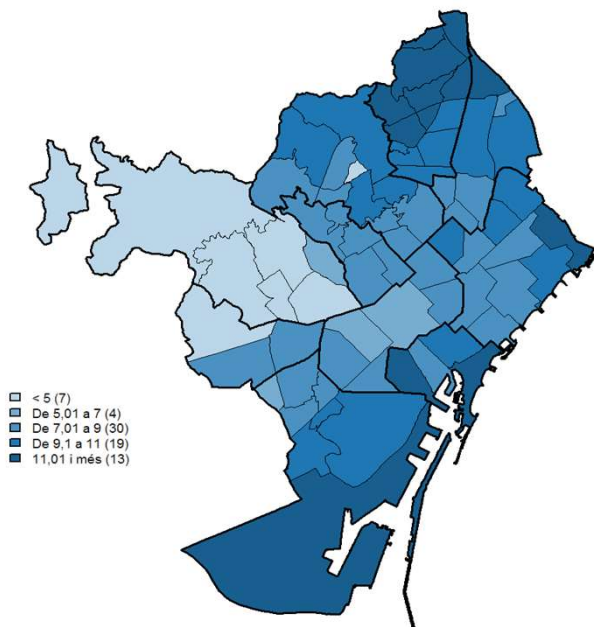 < 5 (7)
De 5,01 a 7 (4)
De 7,01 a 9 (30)
De 9,1 a 11 (19)
11,01 i més (13)